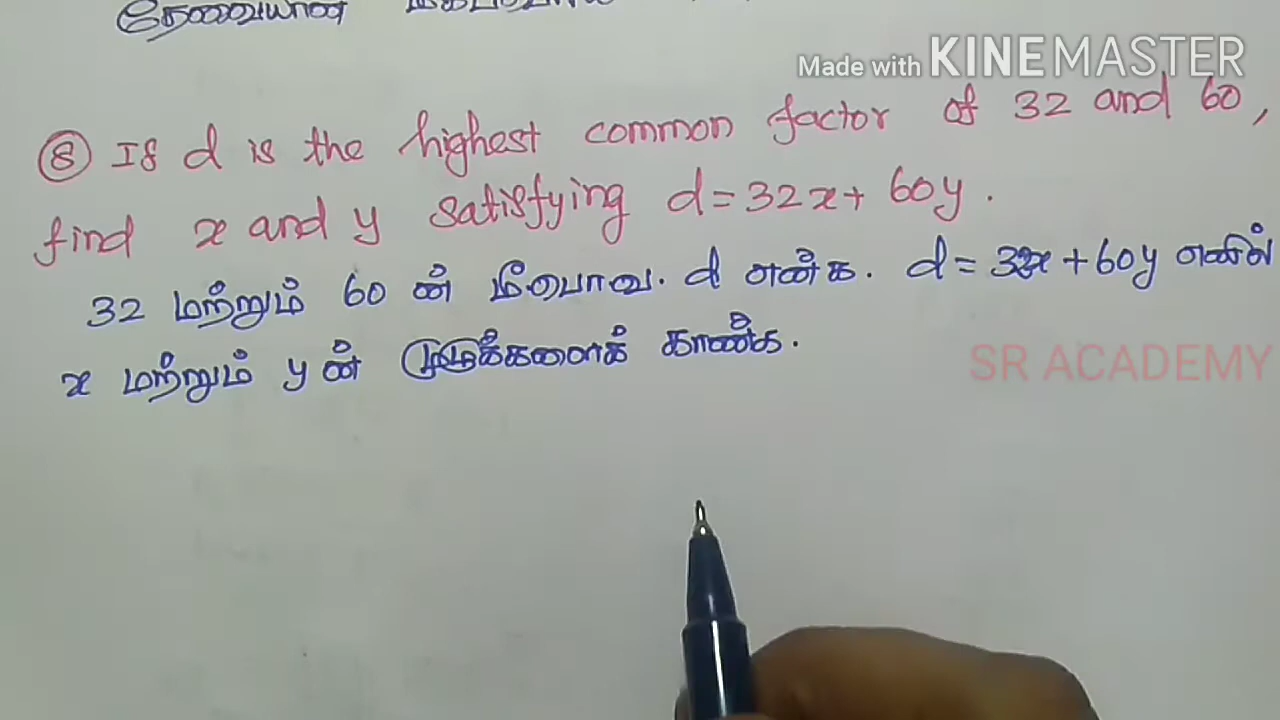 தேவையான
Made with KINEMASTER
⑧ If d is the highest common factor of 32 and 60,
find x and y satisfying d = 32x + 60y.
32 மற்றும் 60 ன் மீபொவ. d என்க. d = 32x + 60y எனில்
x மற்றும் y ன் முழுக்களைக் காண்க.
SR ACADEMY